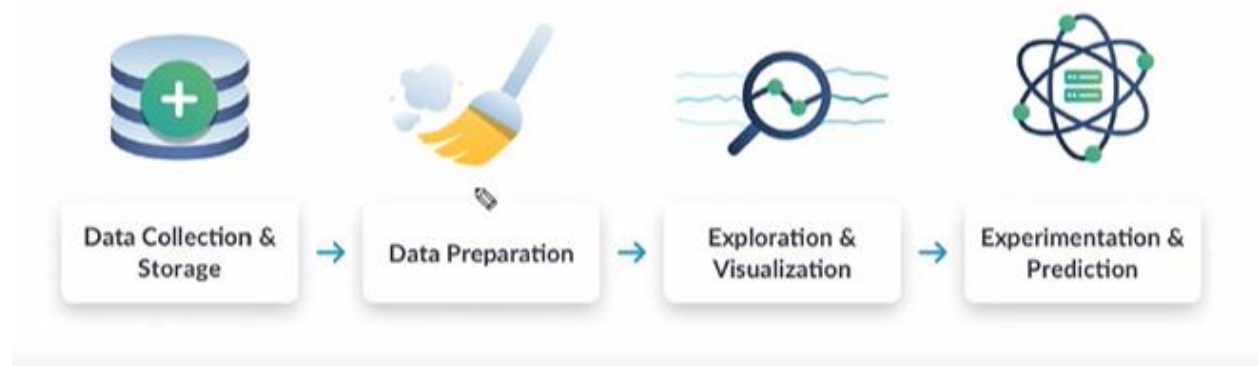 Data Collection &
Storage
Data Preparation
Exploration &
Visualization
Experimentation &
Prediction